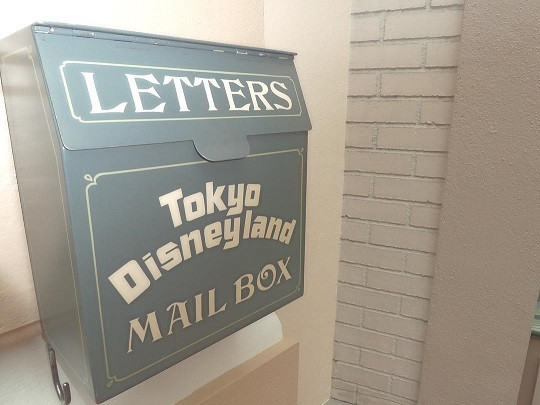 LETTERS
Tokyo
Disneyland
MAIL BOX